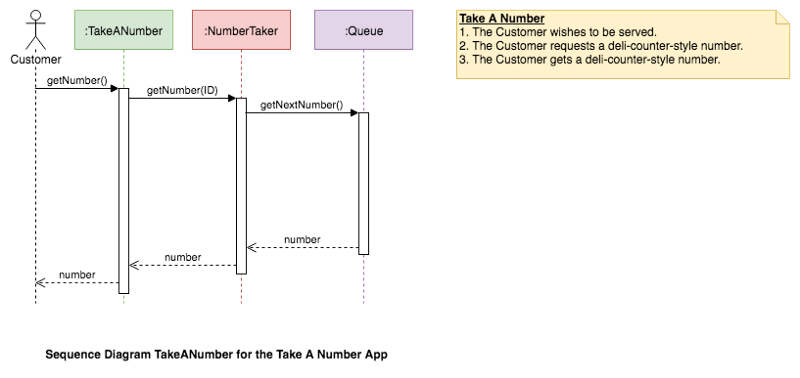 :TakeANumber
:NumberTaker
:Queue
Customer
getNumber()
getNumber(ID)
getNextNumber()
number
number
number
Take A Number
1. The Customer wishes to be served.
2. The Customer requests a deli-counter-style number.
3. The Customer gets a deli-counter-style number.
Sequence Diagram TakeANumber for the Take A Number App